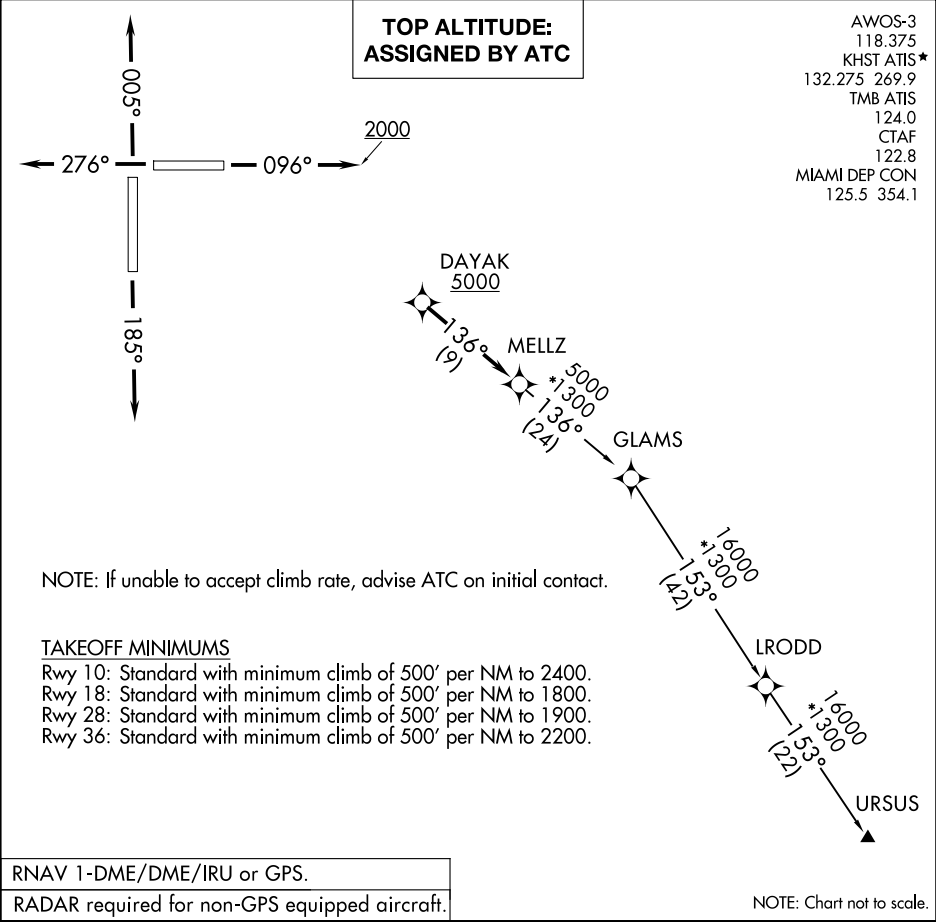 TOP ALTITUDE:
ASSIGNED BY ATC
AWOS-3
118.375
KHST ATIS★
132.275 269.9
TMB ATIS
124.0
CTAF
122.8
MIAMI DEP CON
125.5 354.1
005°
276°
096°
2000
185°
DAYAK
5000
136°
(9)
MELLZ
5000
*1300
136°
(24)
GLAMS
16000
*1300
153°
(42)
LRODD
16000
*1300
153°
(22)
URSUS
NOTE: If unable to accept climb rate, advise ATC on initial contact.
TAKEOFF MINIMUMS
Rwy 10: Standard with minimum climb of 500' per NM to 2400.
Rwy 18: Standard with minimum climb of 500' per NM to 1800.
Rwy 28: Standard with minimum climb of 500' per NM to 1900.
Rwy 36: Standard with minimum climb of 500' per NM to 2200.
RNAV 1-DME/DME/IRU or GPS.
RADAR required for non-GPS equipped aircraft.
NOTE: Chart not to scale.